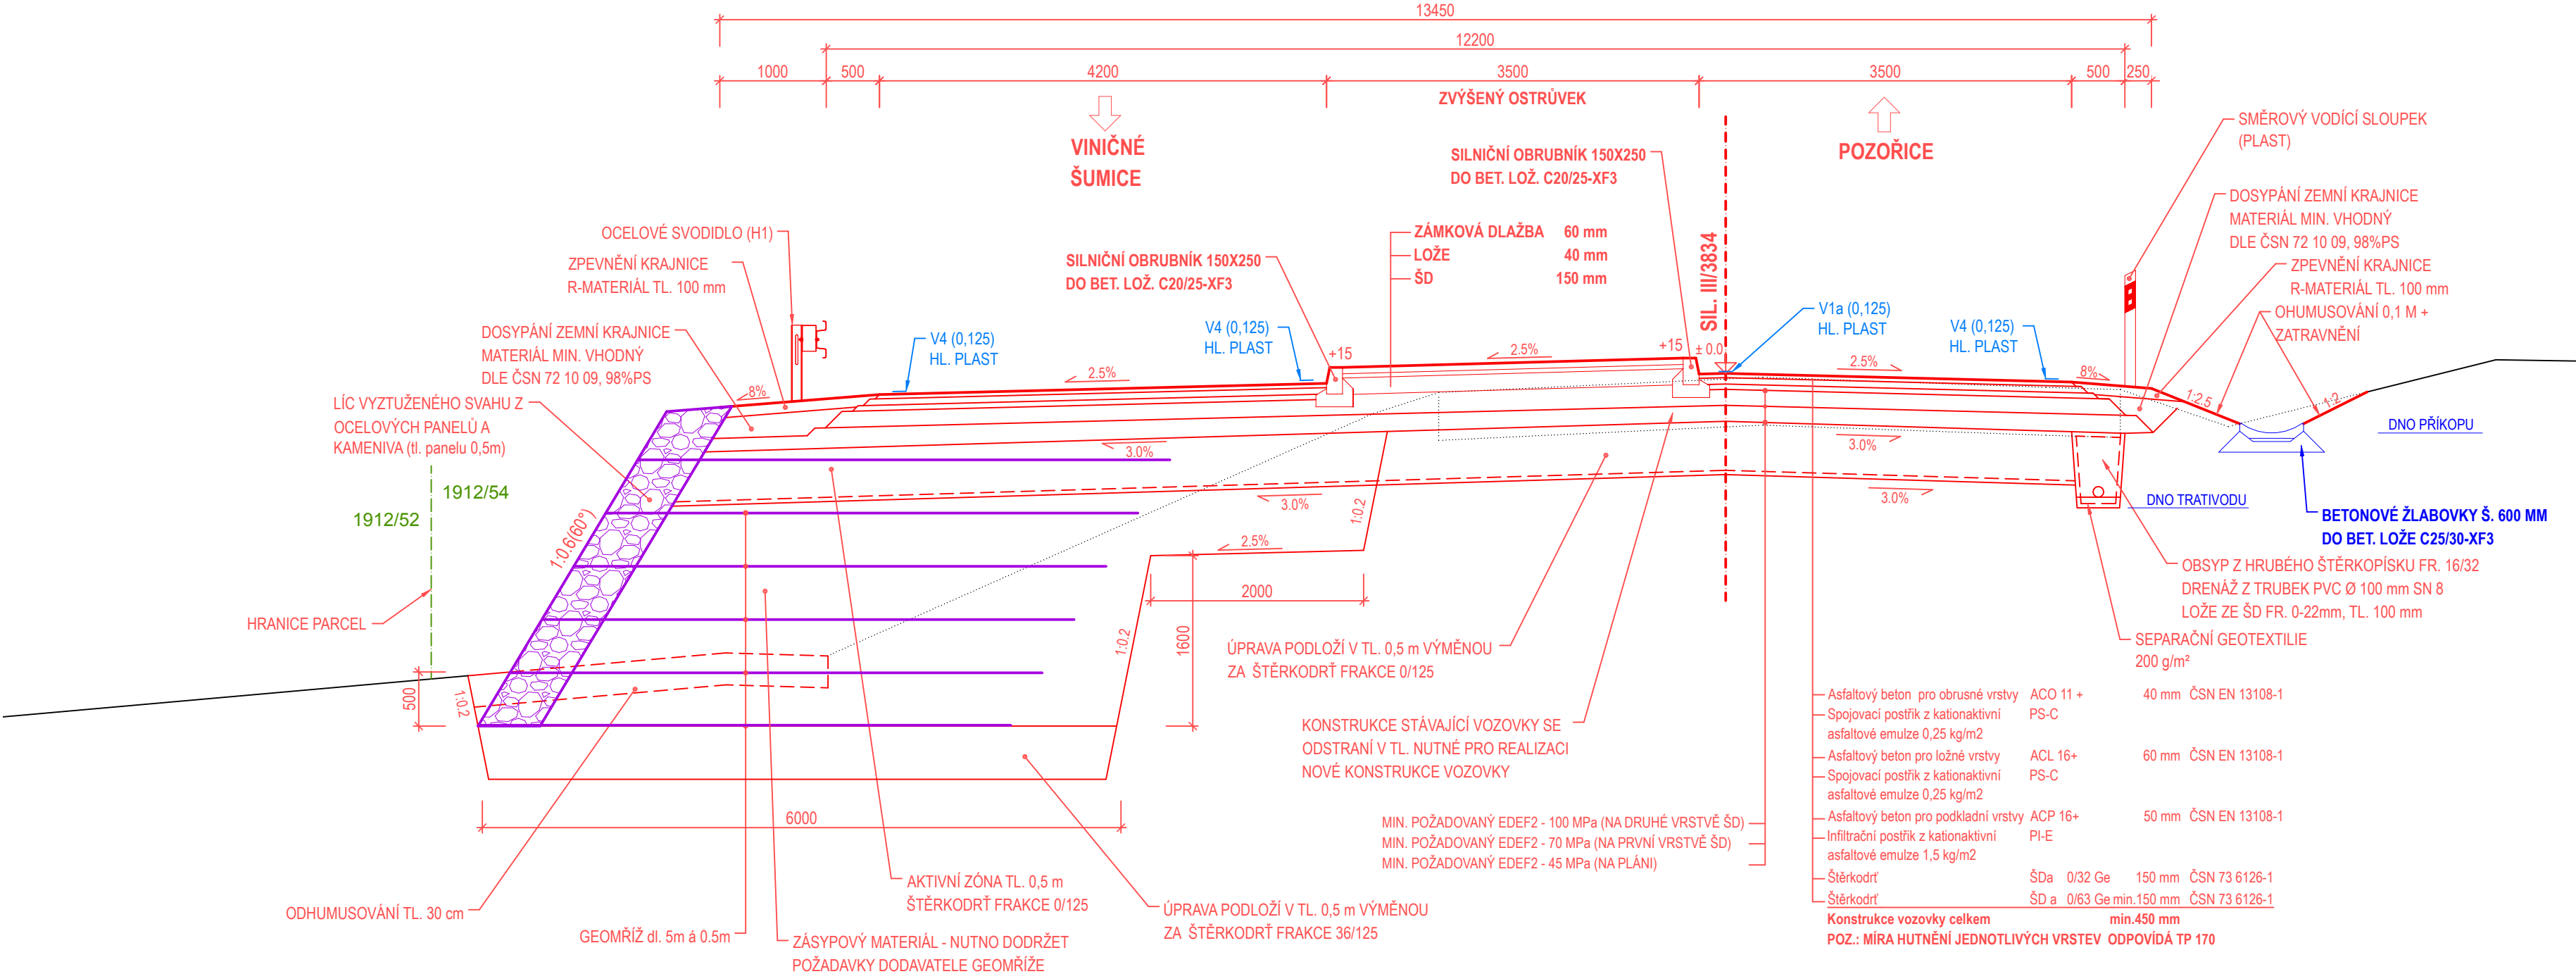 13450
12200
1000 500 4200 3500 3500 500 250
ZVÝŠENÝ OSTRŮVEK
VINIČNÉ
ŠUMICE
POZOŘICE
SILNIČNÍ OBRUBNÍK 150X250
DO BET. LOŽ. C20/25-XF3
SMĚROVÝ VODÍCÍ SLOUPEK
(PLAST)
DOSYPÁNÍ ZEMNÍ KRAJNICE
MATERIÁL MIN. VHODNÝ
DLE ČSN 72 10 09, 98%PS
ZPEVNĚNÍ KRAJNICE
R-MATERIÁL TL. 100 mm
OHUMUSOVÁNÍ 0,1 M +
ZATRAVNĚNÍ
OCELOVÉ SVODIDLO (H1)
ZPEVNĚNÍ KRAJNICE
R-MATERIÁL TL. 100 mm
DOSYPÁNÍ ZEMNÍ KRAJNICE
MATERIÁL MIN. VHODNÝ
DLE ČSN 72 10 09, 98%PS
LÍC VYZTUŽENÉHO SVAHU Z
OCELOVÝCH PANELŮ A
KAMENIVA (tl. panelu 0,5m)
SILNIČNÍ OBRUBNÍK 150X250
DO BET. LOŽ. C20/25-XF3
ZÁMKOVÁ DLAŽBA 60 mm
LOŽE 40 mm
ŠD 150 mm
SIL. III/3834
V4 (0,125)
HL. PLAST
V4 (0,125)
HL. PLAST
V1a (0,125)
HL. PLAST
V4 (0,125)
HL. PLAST
+15
+15
± 0.0
8%
2.5%
2.5%
2.5%
8%
1:2.5
1:2
3.0%
3.0%
3.0%
3.0%
2.5%
1:0.2
1:0.2
1:0.2
1:0.6(60°)
1912/54
1912/52
HRANICE PARCEL
500
2000
1600
6000
DNO PŘÍKOPU
DNO TRATIVODU
BETONOVÉ ŽLABOVKY Š. 600 MM
DO BET. LOŽE C25/30-XF3
OBSYP Z HRUBÉHO ŠTĚRKOPÍSKU FR. 16/32
DRENÁŽ Z TRUBEK PVC Ø 100 mm SN 8
LOŽE ZE ŠD FR. 0-22mm, TL. 100 mm
SEPARAČNÍ GEOTEXTILIE
200 g/m²
ÚPRAVA PODLOŽÍ V TL. 0,5 m VÝMĚNOU
ZA ŠTĚRKODRŤ FRAKCE 0/125
KONSTRUKCE STÁVAJÍCÍ VOZOVKY SE
ODSTRANÍ V TL. NUTNÉ PRO REALIZACI
NOVÉ KONSTRUKCE VOZOVKY
MIN. POŽADOVANÝ EDEF2 - 100 MPa (NA DRUHÉ VRSTVĚ ŠD)
MIN. POŽADOVANÝ EDEF2 - 70 MPa (NA PRVNÍ VRSTVĚ ŠD)
MIN. POŽADOVANÝ EDEF2 - 45 MPa (NA PLÁNI)
Asfaltový beton pro obrusné vrstvy ACO 11 + 40 mm ČSN EN 13108-1
Spojovací postřik z kationaktivní PS-C
asfaltové emulze 0,25 kg/m2
Asfaltový beton pro ložné vrstvy ACL 16+ 60 mm ČSN EN 13108-1
Spojovací postřik z kationaktivní PS-C
asfaltové emulze 0,25 kg/m2
Asfaltový beton pro podkladní vrstvy ACP 16+ 50 mm ČSN EN 13108-1
Infiltrační postřik z kationaktivní PI-E
asfaltové emulze 1,5 kg/m2
Štěrkodrť ŠDa 0/32 Ge 150 mm ČSN 73 6126-1
Štěrkodrť ŠD a 0/63 Ge min.150 mm ČSN 73 6126-1
Konstrukce vozovky celkem min.450 mm
POZ.: MÍRA HUTNĚNÍ JEDNOTLIVÝCH VRSTEV ODPOVÍDÁ TP 170
ODHUMUSOVÁNÍ TL. 30 cm
GEOMŘÍŽ dl. 5m á 0.5m
ZÁSYPOVÝ MATERIÁL - NUTNO DODRŽET
POŽADAVKY DODAVATELE GEOMŘÍŽE
AKTIVNÍ ZÓNA TL. 0,5 m
ŠTĚRKODRŤ FRAKCE 0/125
ÚPRAVA PODLOŽÍ V TL. 0,5 m VÝMĚNOU
ZA ŠTĚRKODRŤ FRAKCE 36/125